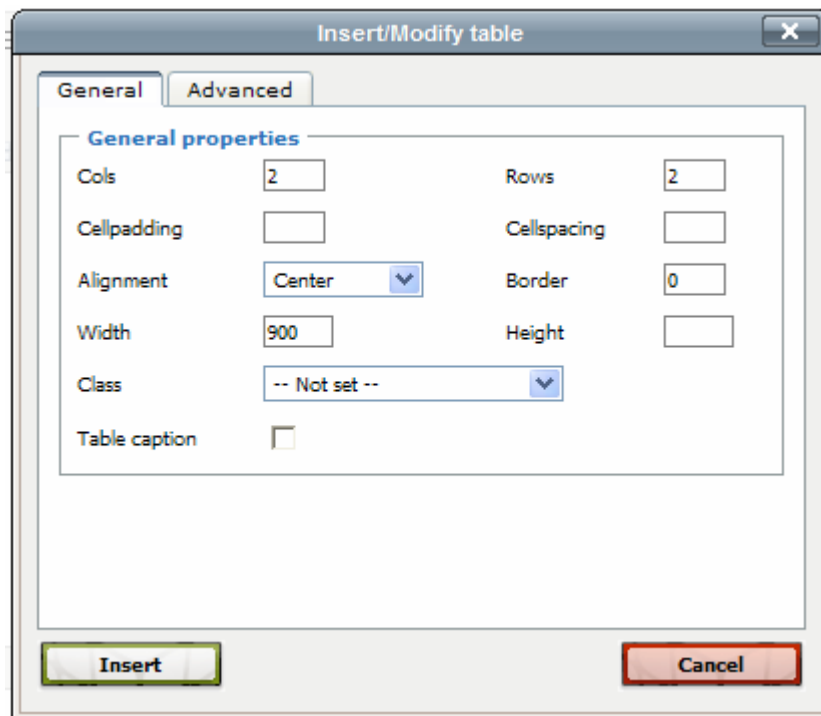 Insert/Modify table
General Advanced
General properties
Cols 2 Rows 2
Cellpadding Cellspacing
Alignment Center Border 0
Width 900 Height
Class -- Not set --
Table caption
Insert Cancel